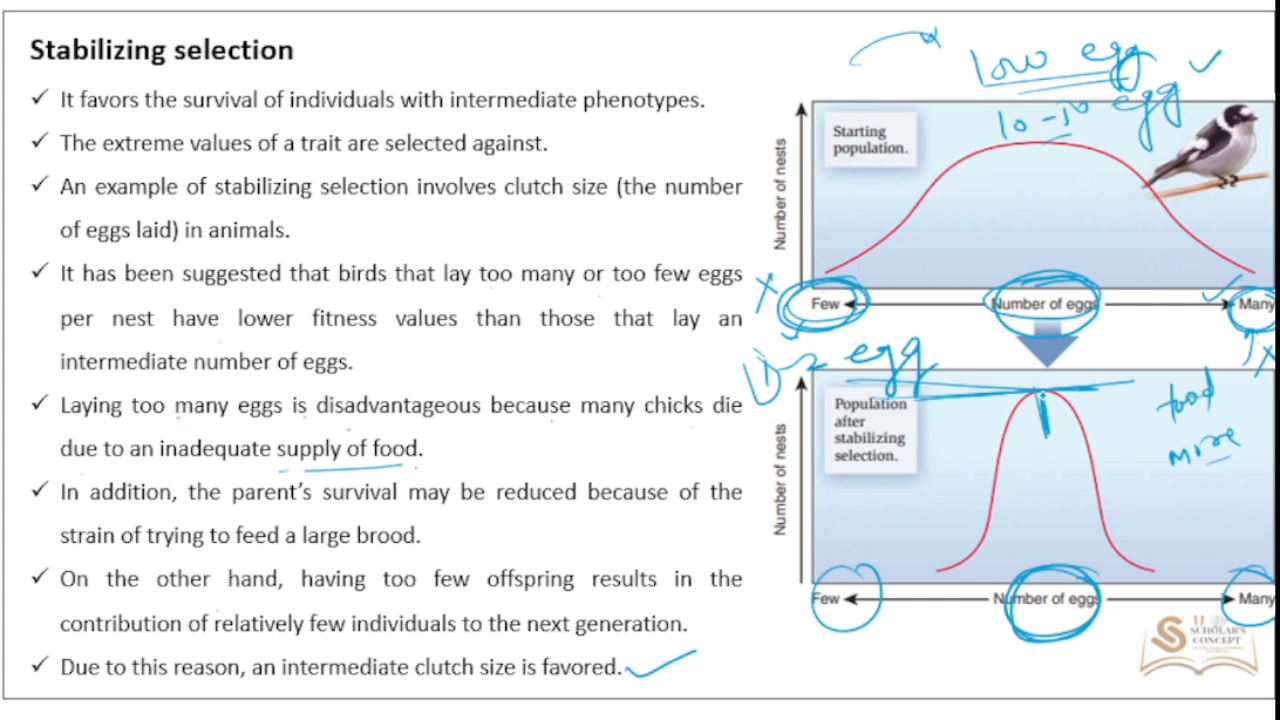 Stabilizing selection
✓ It favors the survival of individuals with intermediate phenotypes.
✓ The extreme values of a trait are selected against.
✓ An example of stabilizing selection involves clutch size (the number
of eggs laid) in animals.
✓ It has been suggested that birds that lay too many or too few eggs
per nest have lower fitness values than those that lay an
intermediate number of eggs.
✓ Laying too many eggs is disadvantageous because many chicks die
due to an inadequate supply of food.
✓ In addition, the parent's survival may be reduced because of the
strain of trying to feed a large brood.
✓ On the other hand, having too few offspring results in the
contribution of relatively few individuals to the next generation.
✓ Due to this reason, an intermediate clutch size is favored.
Low egg
egg
Starting
population.
Number of nests
Few
Number of eggs
Many
egg
food
more
Population
after
stabilizing
selection.
Number of nests
Few
Number of eggs
Many
SCHOLAR'S
CONCEPT